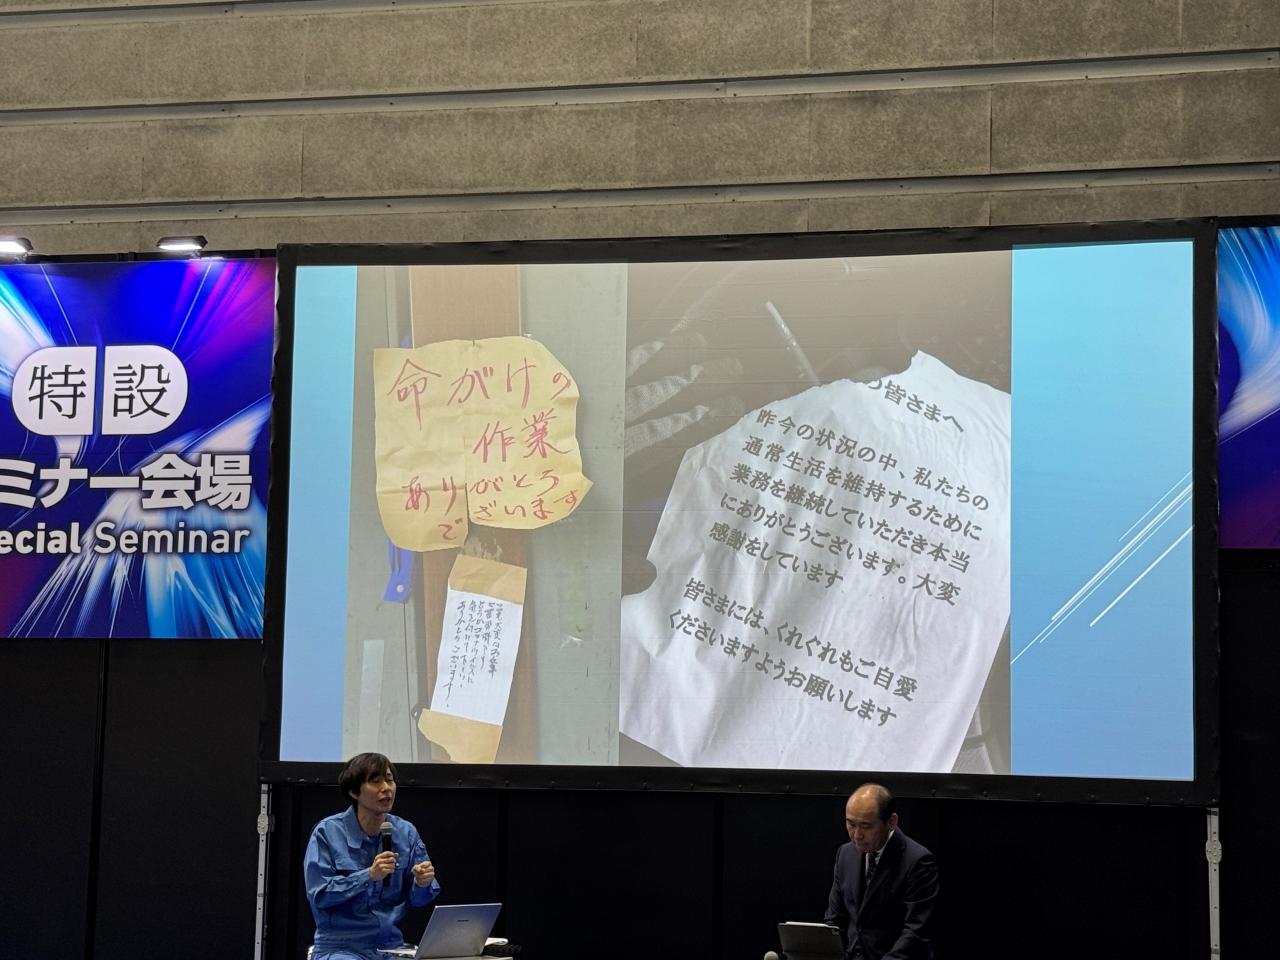 特設
ミナー会場
ecial Seminar
命がけの
作業
ありがとう
でございます
皆さまへ
昨今の状況の中、私たちの
通常生活を維持するために
業務を継続していただき本当
にありがとうございます。大変
感謝をしています
皆さまには、くれぐれもご自愛
くださいますようお願いします